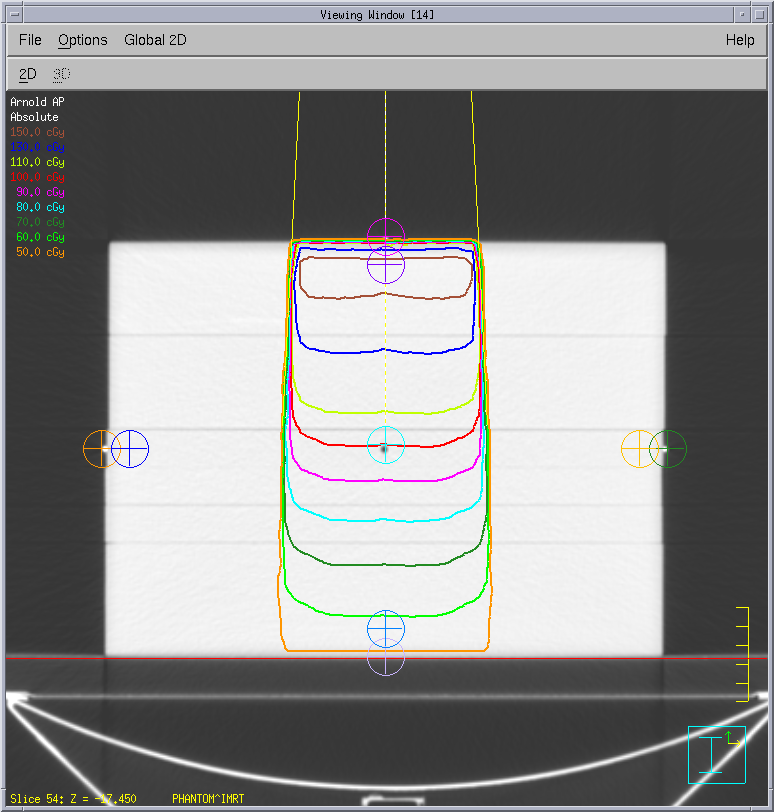 Viewing Window [14]
File Options Global 2D Help
2D 3D
Arnold AP
Absolute
150.0 cGy
130.0 cGy
110.0 cGy
100.0 cGy
90.0 cGy
80.0 cGy
70.0 cGy
60.0 cGy
50.0 cGy
Slice 54: Z = -17.450 PHANTOM^IMRT